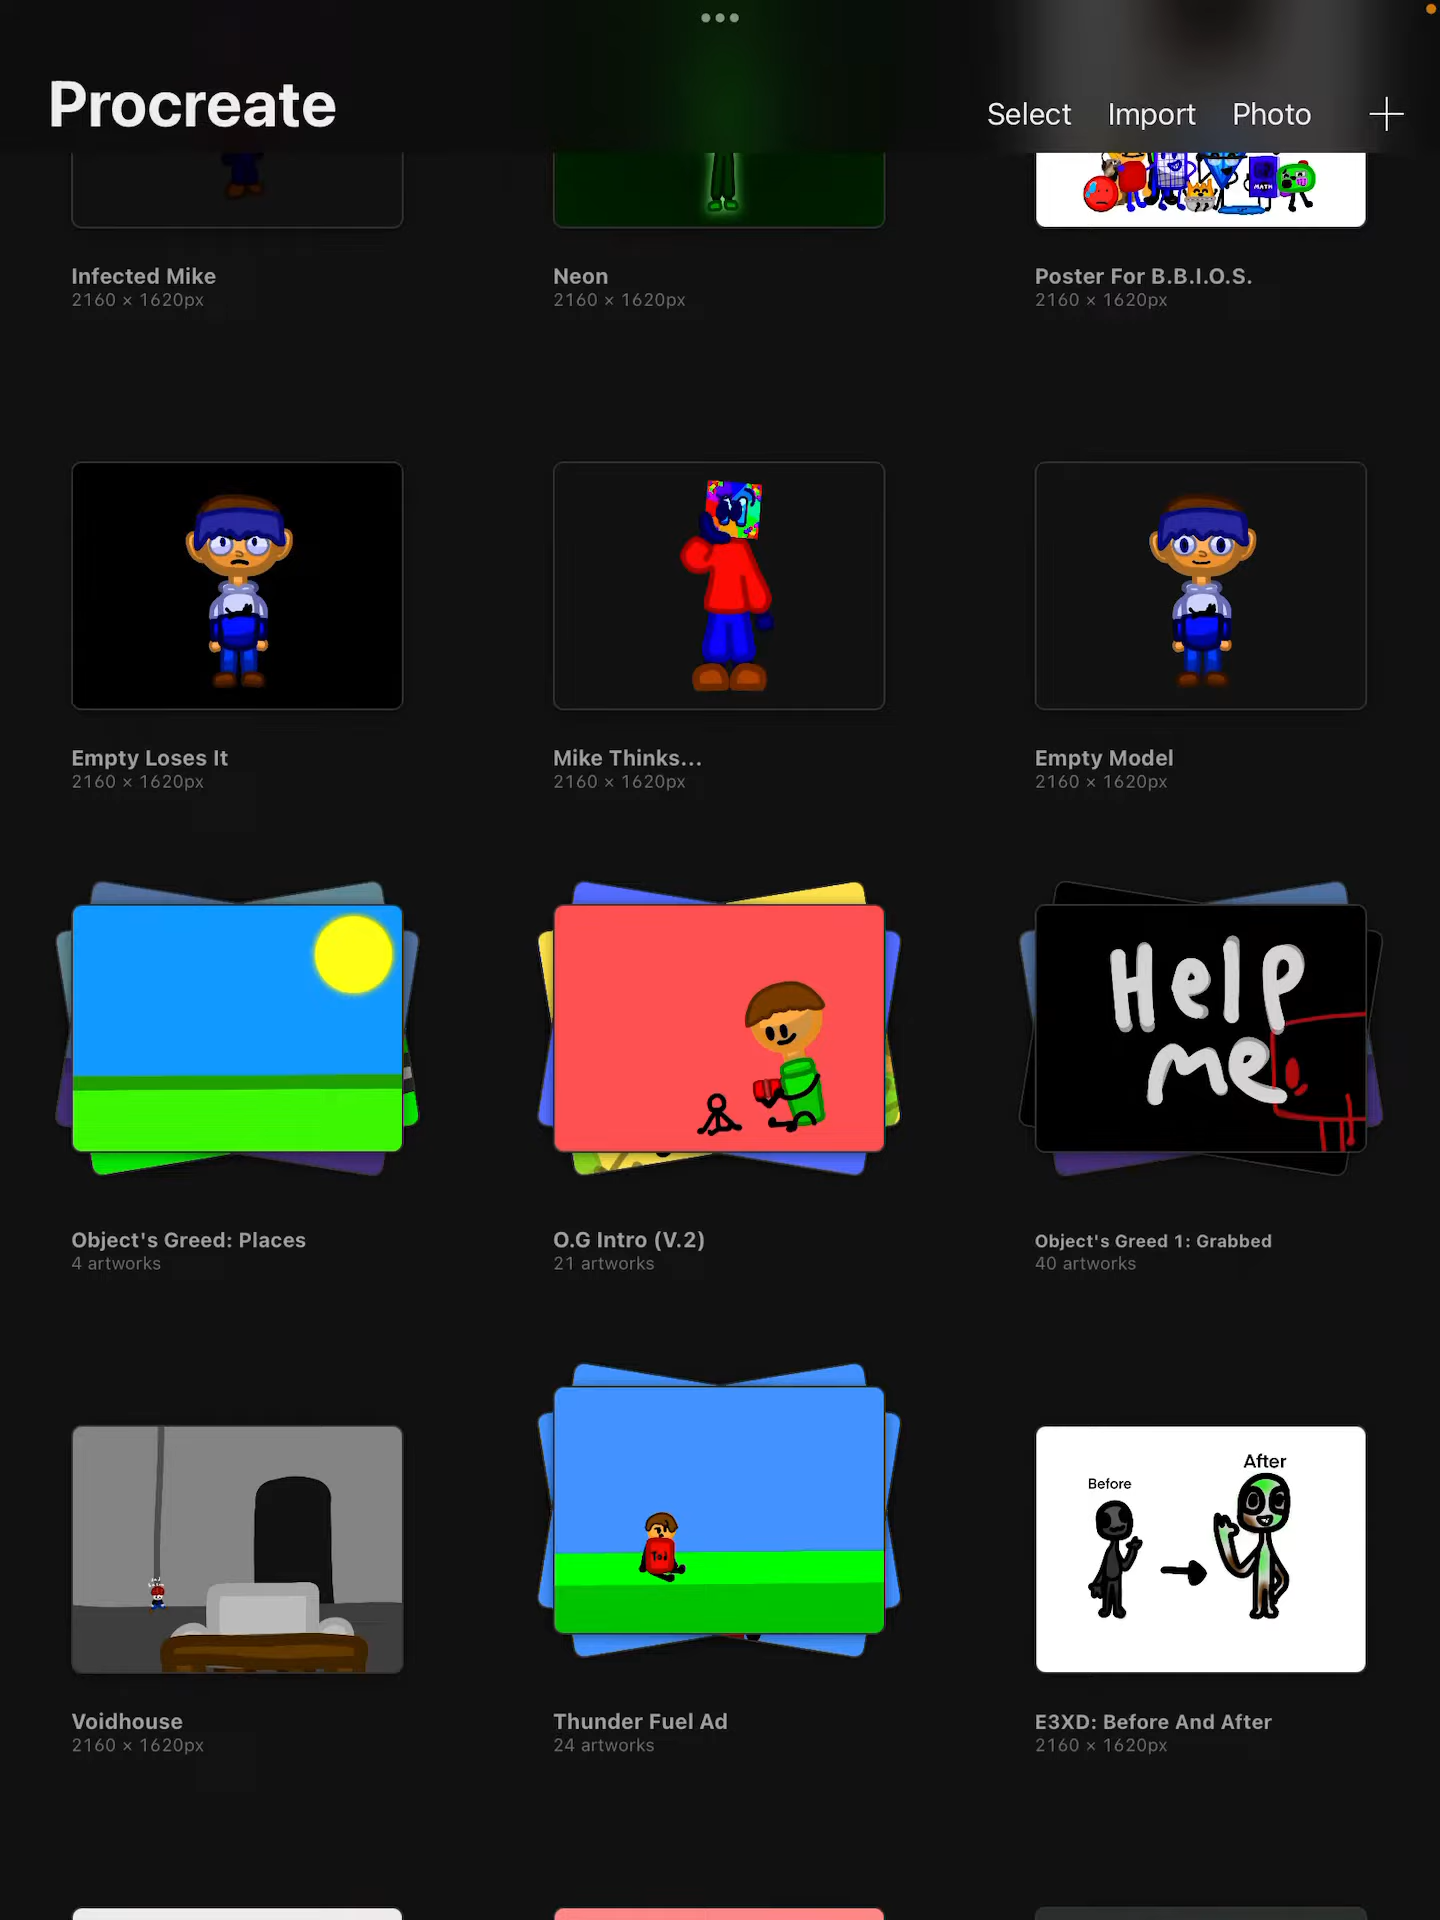 Procreate
Select Import Photo
MATH
Infected Mike
2160 × 1620px
Neon
2160 × 1620px
Poster For B.B.I.O.S.
2160 × 1620px
Empty Loses It
2160 × 1620px
Mike Thinks...
2160 × 1620px
Empty Model
2160 × 1620px
Help
me
Object's Greed: Places
4 artworks
O.G Intro (V.2)
21 artworks
Object's Greed 1: Grabbed
40 artworks
Tod
Before
After
Voidhouse
2160 × 1620px
Thunder Fuel Ad
24 artworks
E3XD: Before And After
2160 × 1620px